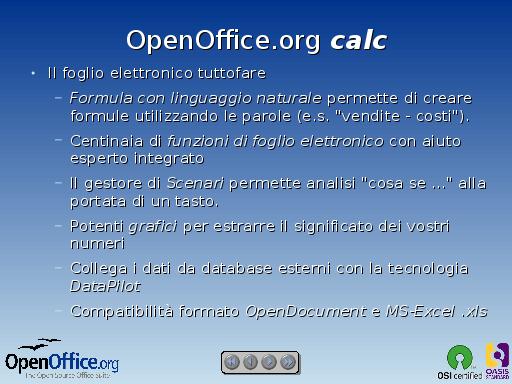 OpenOffice.org calc
• Il foglio elettronico tuttofare
– Formula con linguaggio naturale permette di creare
formule utilizzando le parole (e.s. "vendite - costi").
– Centinaia di funzioni di foglio elettronico con aiuto
esperto integrato
– Il gestore di Scenari permette analisi "cosa se ..." alla
portata di un tasto.
– Potenti grafici per estrarre il significato dei vostri
numeri
– Collega i dati da database esterni con la tecnologia
DataPilot
– Compatibilità formato OpenDocument e MS-Excel .xls
OpenOffice.org
The Open Source Office Suite
OSI certified
OASIS
STANDARD